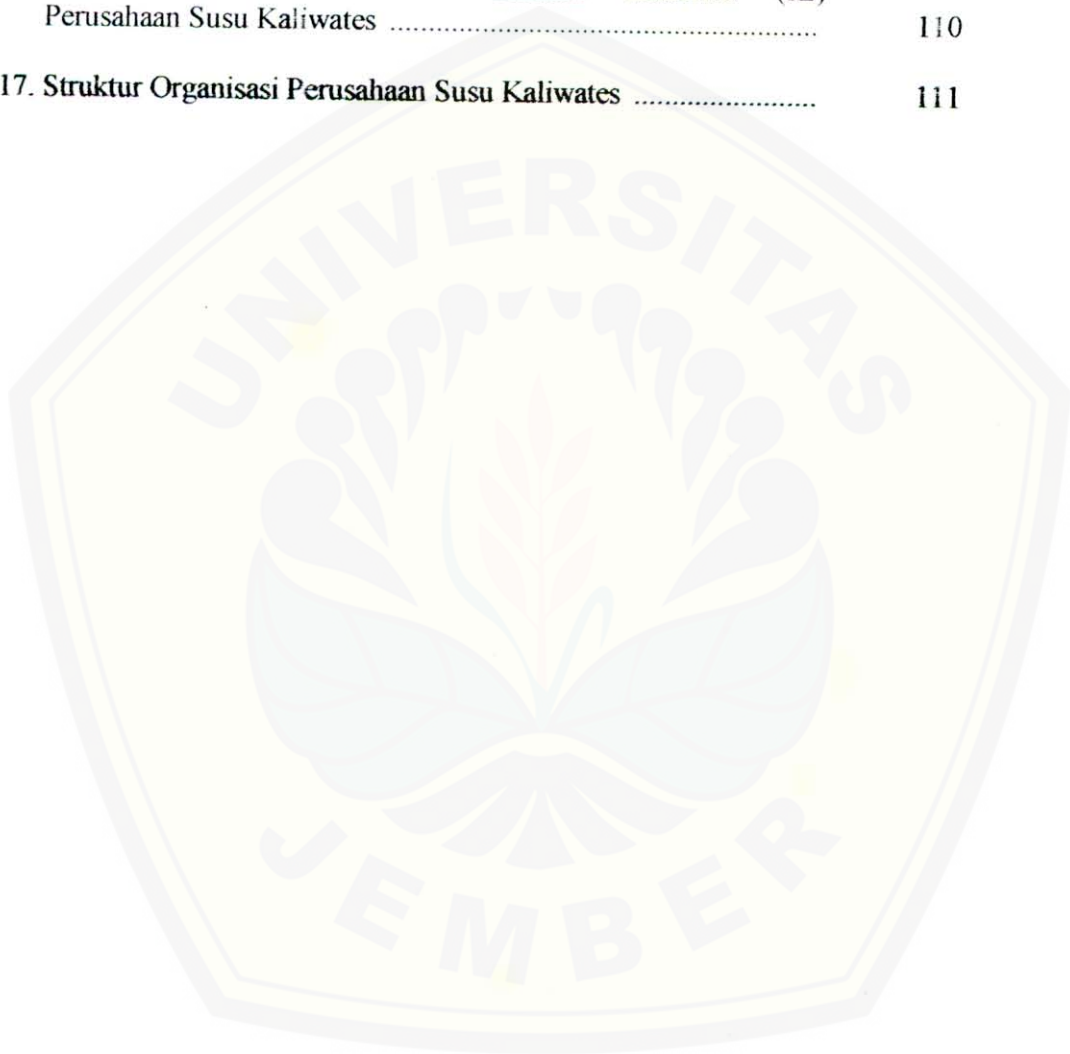 Perusahaan Susu Kaliwates ........................................................ 110
17. Struktur Organisasi Perusahaan Susu Kaliwates ........................ 111
UNIVERSITAS
JEMBER